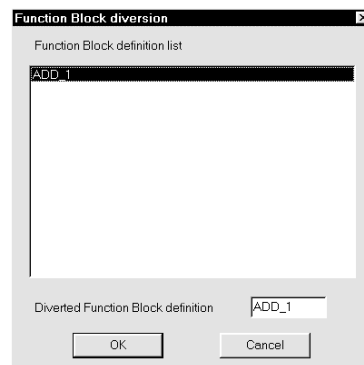 Function Block diversion
Function Block definition list
ADD_1
Diverted Function Block definition ADD_1
OK Cancel